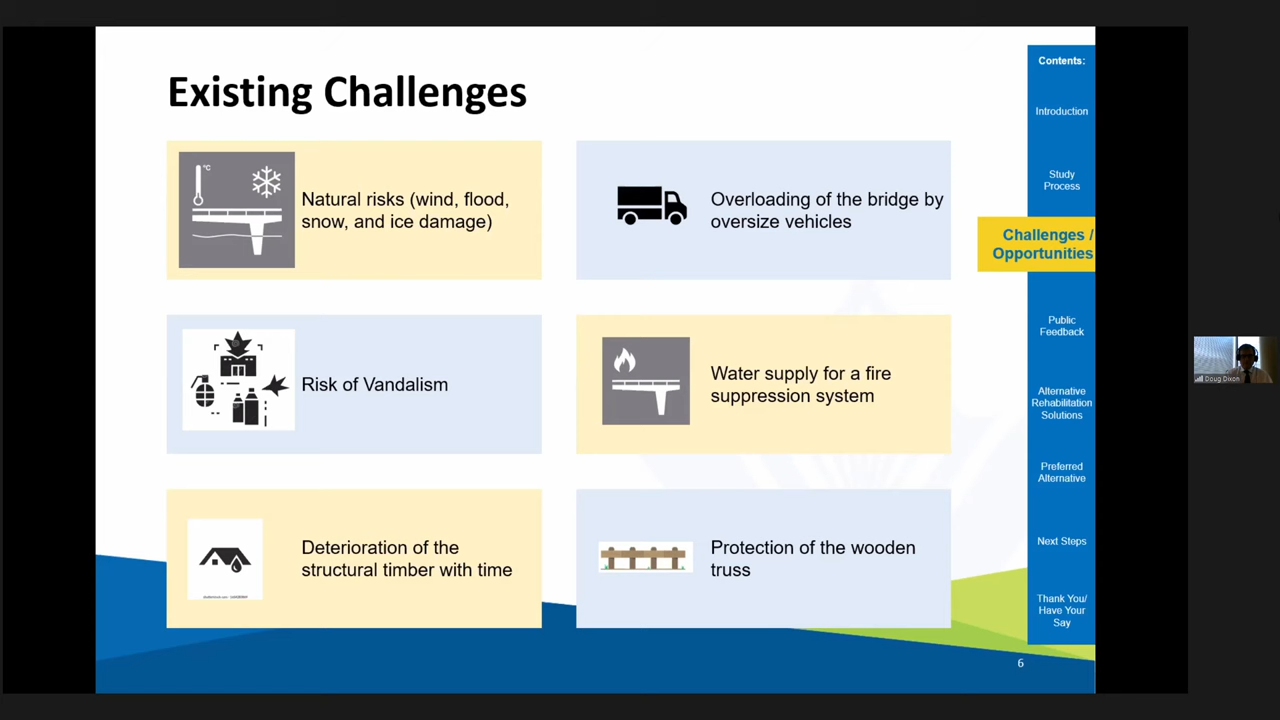 Existing Challenges
°C
Natural risks (wind, flood,
snow, and ice damage)
Overloading of the bridge by
oversize vehicles
Risk of Vandalism
Water supply for a fire
suppression system
Deterioration of the
structural timber with time
Protection of the wooden
truss
Contents:
Introduction
Study
Process
Challenges /
Opportunities
Public
Feedback
Alternative
Rehabilitation
Solutions
Preferred
Alternative
Next Steps
Thank You/
Have Your
Say
6
Doug Dixon